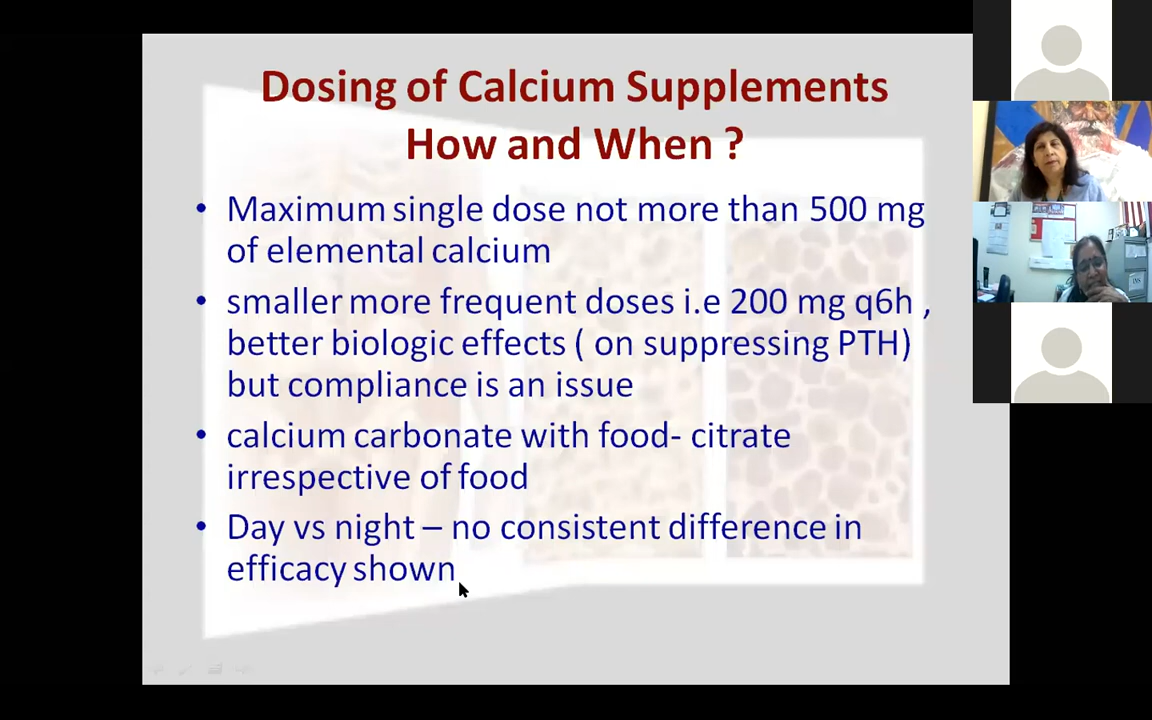 Dosing of Calcium Supplements
How and When ?
• Maximum single dose not more than 500 mg
of elemental calcium
• smaller more frequent doses i.e 200 mg q6h ,
better biologic effects ( on suppressing PTH)
but compliance is an issue
• calcium carbonate with food- citrate
irrespective of food
• Day vs night – no consistent difference in
efficacy shown